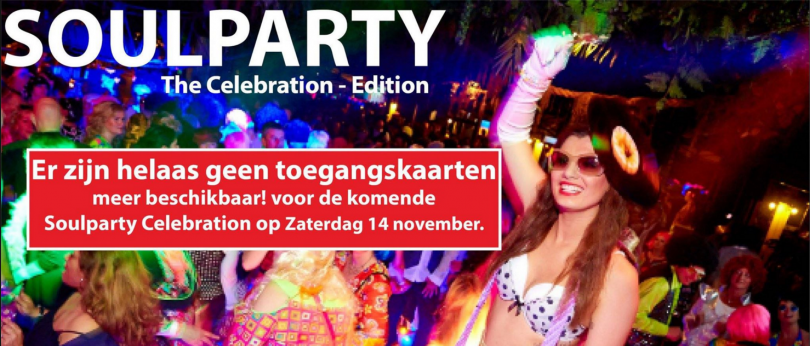 SOULPARTY
The Celebration - Edition
Er zijn helaas geen toegangskaarten
meer beschikbaar! voor de komende
Soulparty Celebration op Zaterdag 14 november.